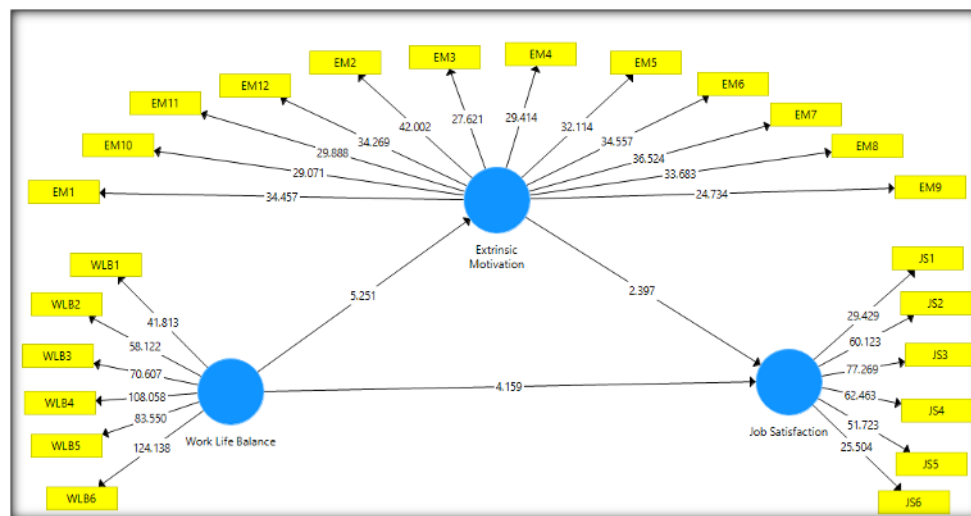 EM4
EM3
EM2
EM5
EM12
EM6
EM11
EM7
EM10
EM8
EM1
EM9
27.621
29.414
42.002
32.114
34.269
34.557
29.888
36.524
29.071
33.683
34.457
24.734
Extrinsic
Motivation
WLB1
WLB2
WLB3
WLB4
WLB5
WLB6
41.813
58.122
70.607
108.058
83.550
124.138
Work Life Balance
5.251
2.397
4.159
JS1
JS2
JS3
JS4
JS5
JS6
29.429
60.123
77.269
62.463
51.723
25.504
Job Satisfaction